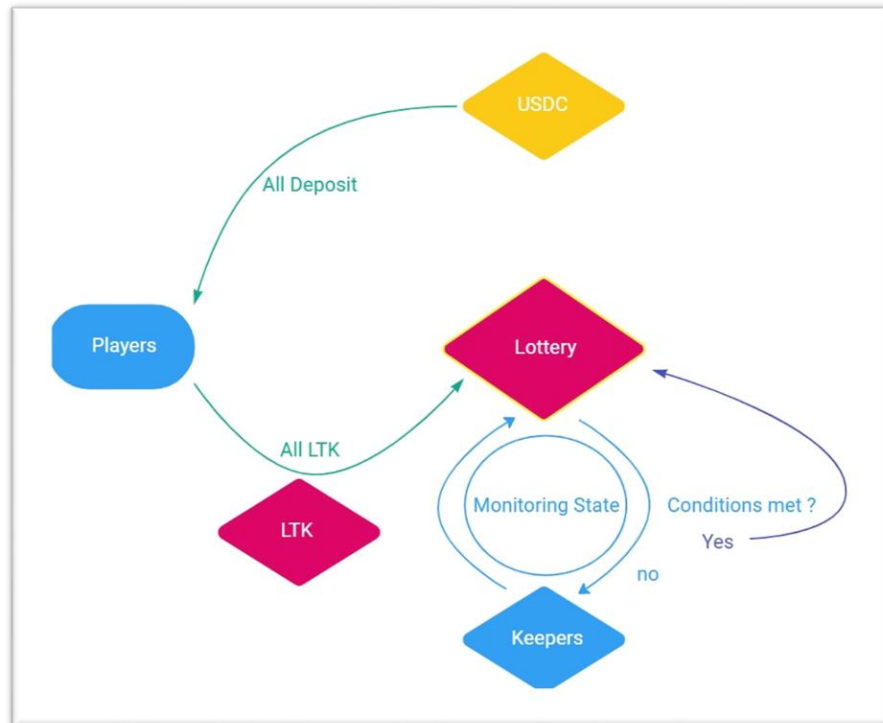 USDC
All Deposit
Players
Lottery
All LTK
LTK
Monitoring State
Conditions met ?
Yes
no
Keepers